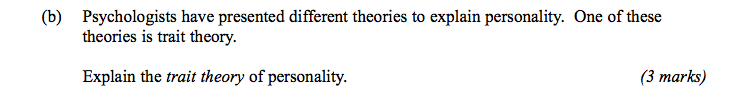 (b) Psychologists have presented different theories to explain personality. One of these
theories is trait theory.
Explain the trait theory of personality. (3 marks)